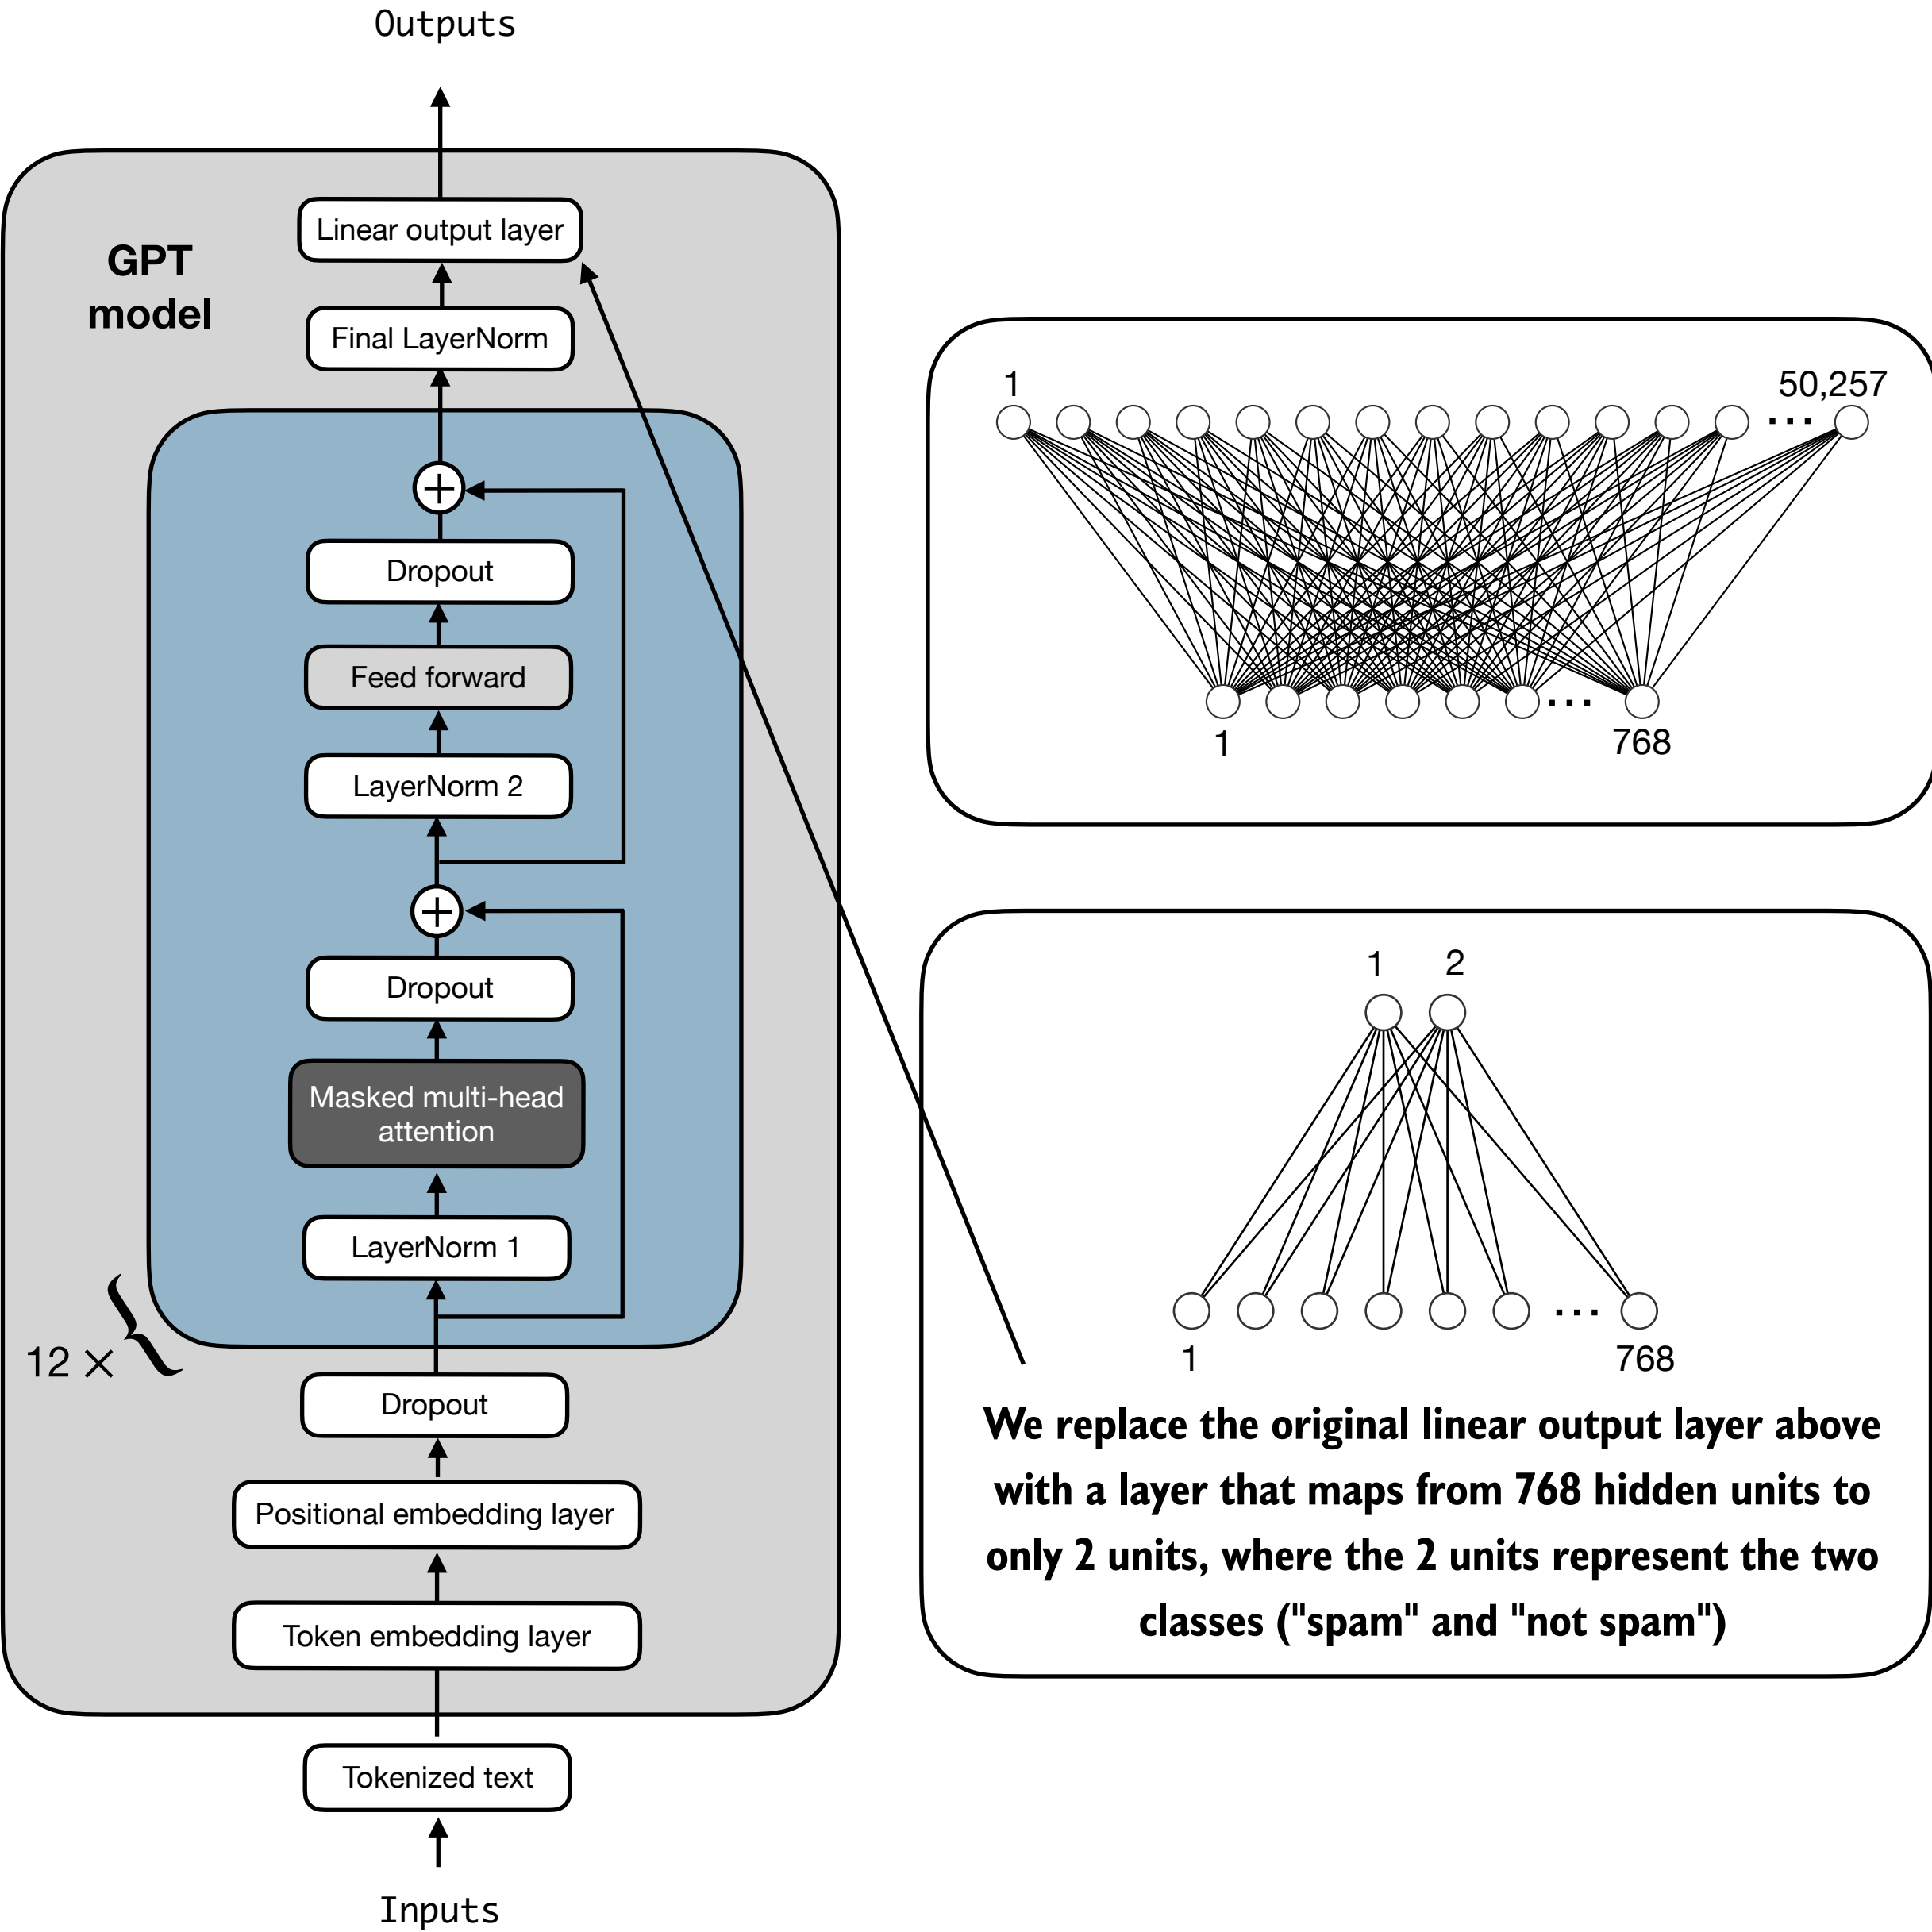 Outputs
GPT
model
Linear output layer
Final LayerNorm
Dropout
Feed forward
LayerNorm 2
Dropout
Masked multi-head
attention
LayerNorm 1
12 ×
Dropout
Positional embedding layer
Token embedding layer
Tokenized text
Inputs
1
50,257
...
...
1
768
1
2
...
1
768
We replace the original linear output layer above
with a layer that maps from 768 hidden units to
only 2 units, where the 2 units represent the two
classes ("spam" and "not spam")